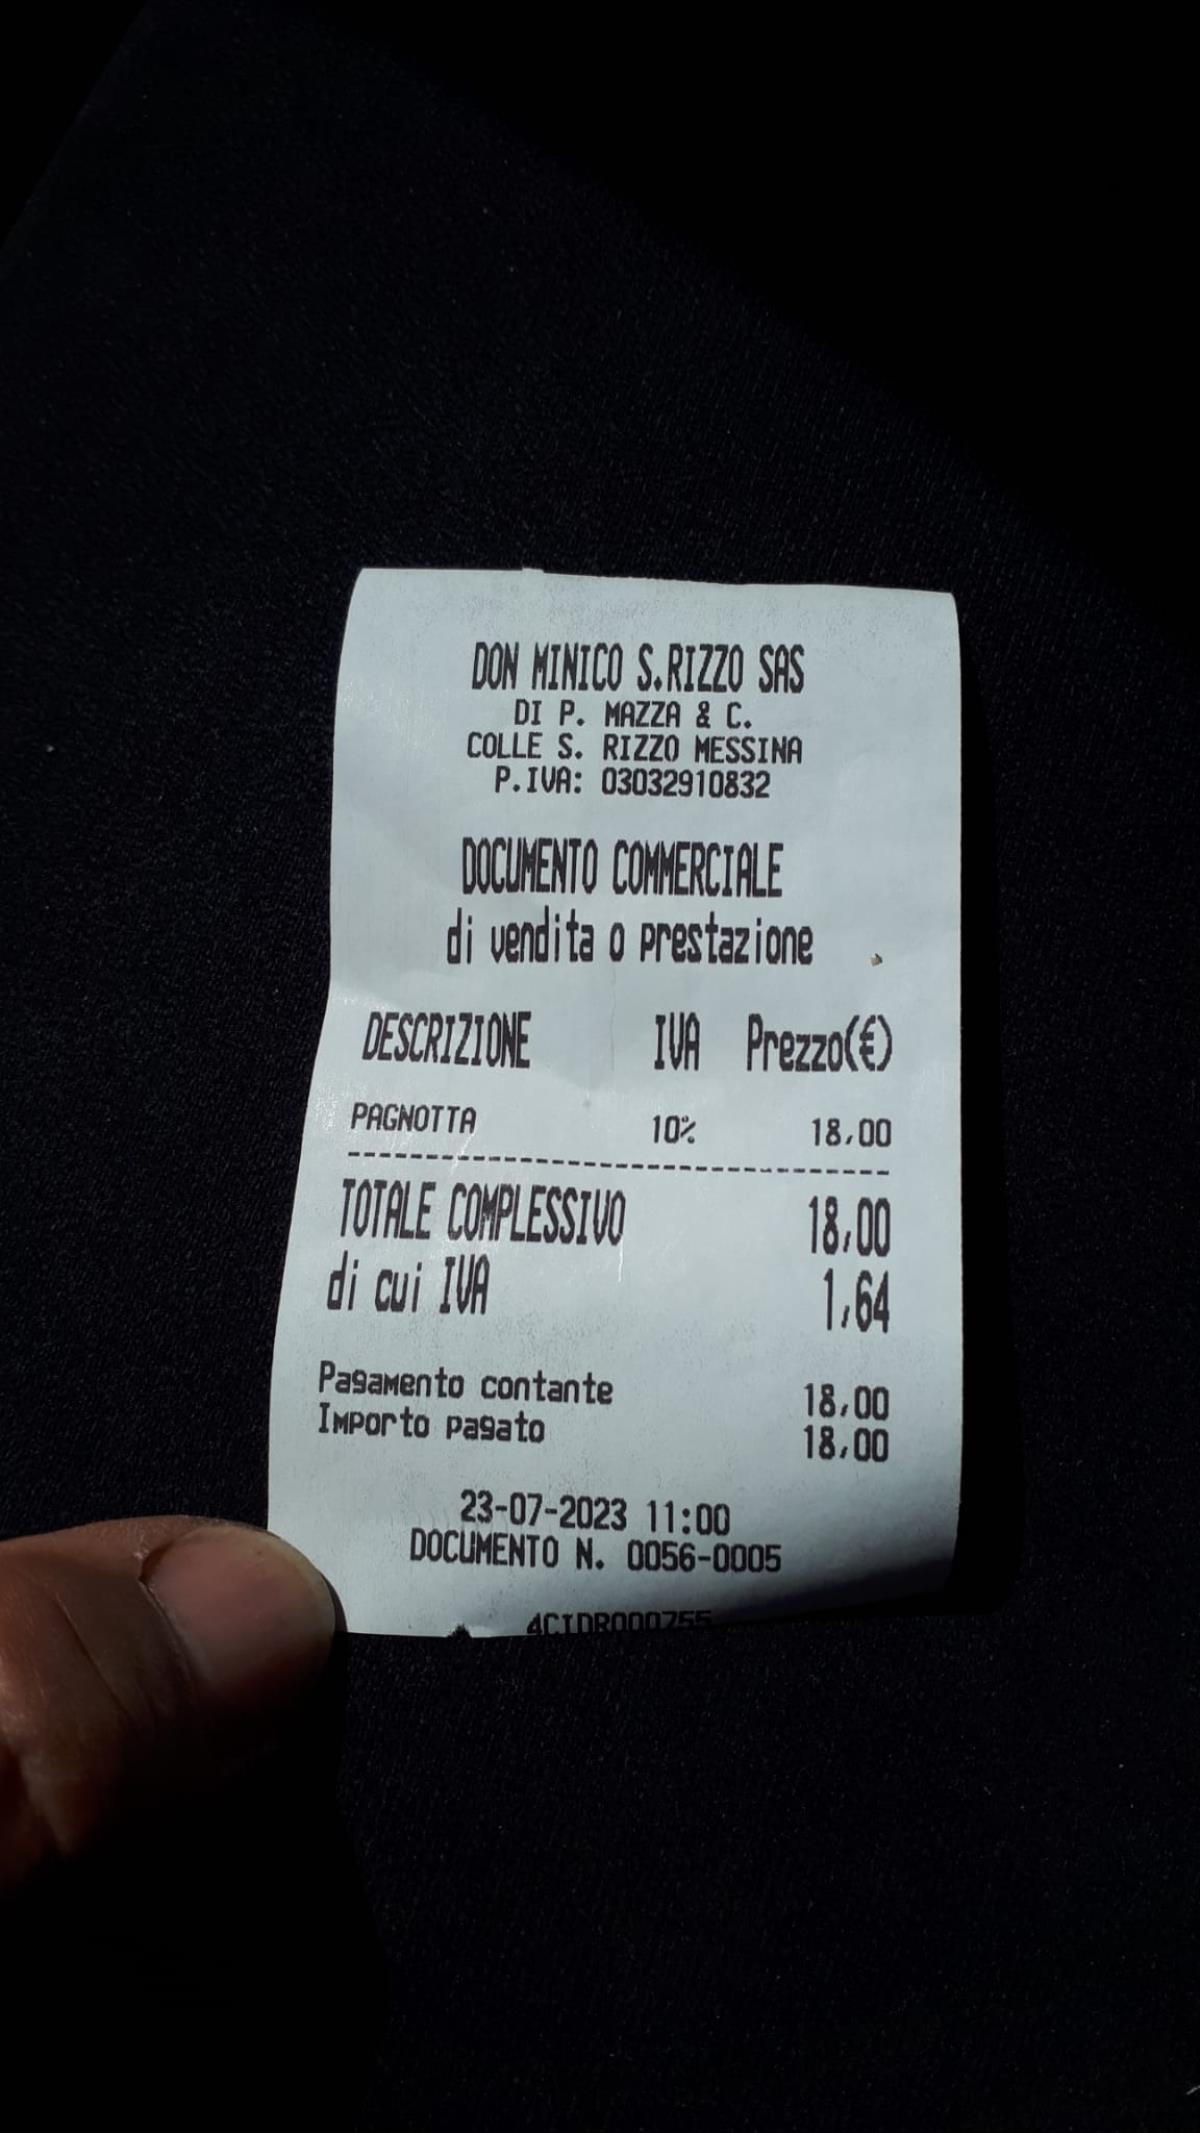 DON MINICO S.RIZZO SAS
DI P. MAZZA & C.
COLLE S. RIZZO MESSINA
P.IVA: 03032910832
DOCUMENTO COMMERCIALE
di vendita o prestazione
DESCRIZIONE IVA Prezzo(€)
PAGNOTTA 10% 18,00
TOTALE COMPLESSIVO 18,00
di cui IVA 1,64
Pagamento contante 18,00
Importo pagato 18,00
23-07-2023 11:00
DOCUMENTO N. 0056-0005
4CIDR000755